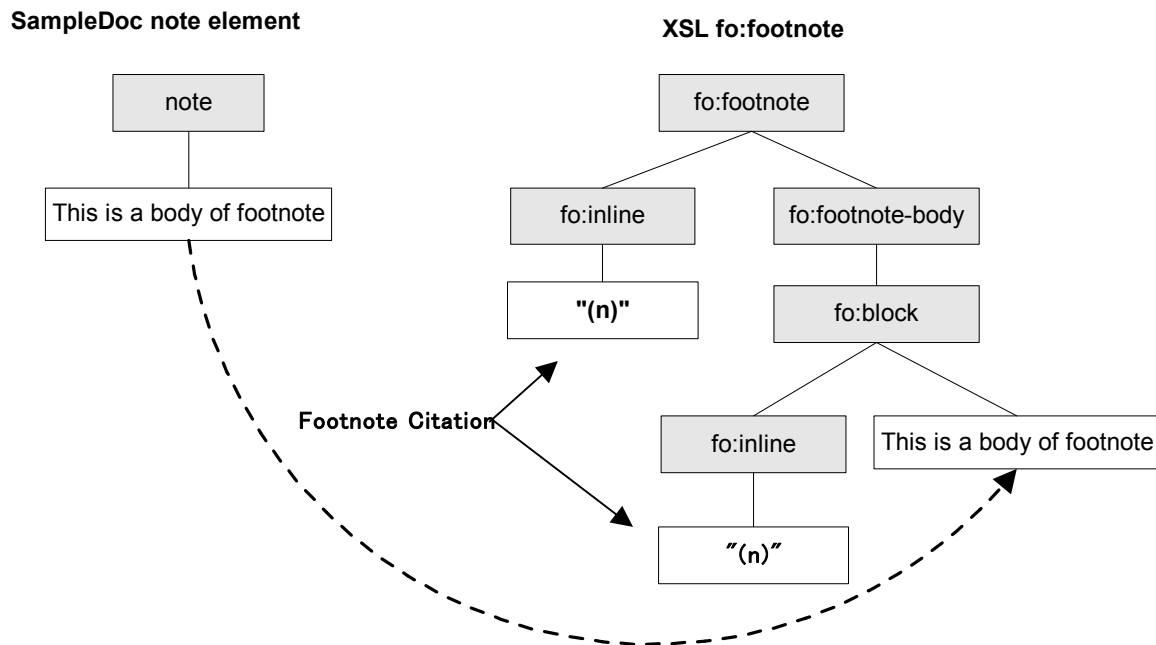 SampleDoc note element
XSL fo:footnote
note
This is a body of footnote
fo:footnote
fo:inline
fo:footnote-body
"(n)"
fo:block
Footnote Citation
fo:inline
This is a body of footnote
"(n)"